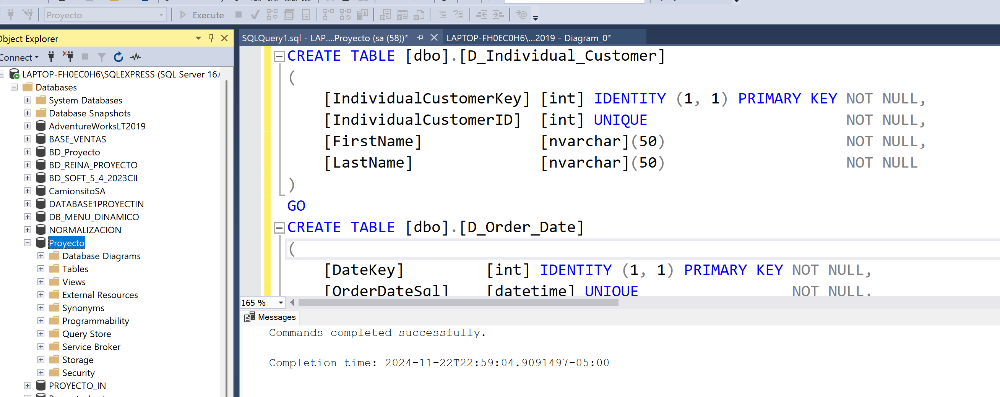 Proyecto
Execute
Object Explorer
SQLQuery1.sql - LAP....Proyecto (sa (58))*
LAPTOP-FH0EC0H6\...2019 - Diagram_0*
Connect
LAPTOP-FH0EC0H6\SQLEXPRESS (SQL Server 16.
Databases
System Databases
Database Snapshots
AdventureWorksLT2019
BASE_VENTAS
BD_Proyecto
BD_REINA_PROYECTO
BD_SOFT_5_4_2023CII
CamionsitoSA
DATABASE1PROYECTIN
DB_MENU_DINAMICO
NORMALIZACION
Proyecto
Database Diagrams
Tables
Views
External Resources
Synonyms
Programmability
Query Store
Service Broker
Storage
Security
PROYECTO_IN
CREATE TABLE [dbo].[D_Individual_Customer]
(
[IndividualCustomerKey] [int] IDENTITY (1, 1) PRIMARY KEY NOT NULL,
[IndividualCustomerID] [int] UNIQUE NOT NULL,
[FirstName] [nvarchar](50) NOT NULL,
[LastName] [nvarchar](50) NOT NULL
)
GO
CREATE TABLE [dbo].[D_Order_Date]
(
[DateKey] [int] IDENTITY (1, 1) PRIMARY KEY NOT NULL,
[OrderDateSql] [datetime] UNIQUE NOT NULL,
165 %
Messages
Commands completed successfully.
Completion time: 2024-11-22T22:59:04.9091497-05:00